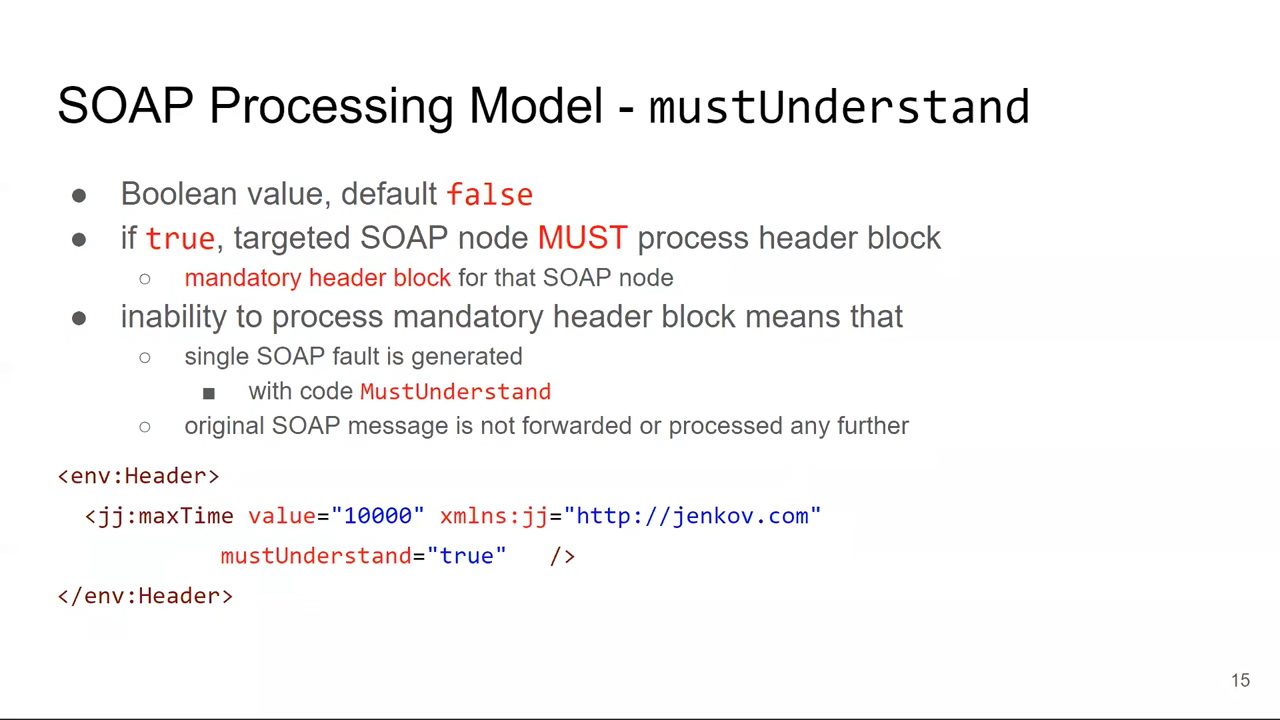 SOAP Processing Model - mustUnderstand
● Boolean value, default false
● if true, targeted SOAP node MUST process header block
○ mandatory header block for that SOAP node
● inability to process mandatory header block means that
○ single SOAP fault is generated
■ with code MustUnderstand
○ original SOAP message is not forwarded or processed any further
<env:Header>
<jj:maxTime value="10000" xmlns:jj="http://jenkov.com"
mustUnderstand="true" />
</env:Header>
15